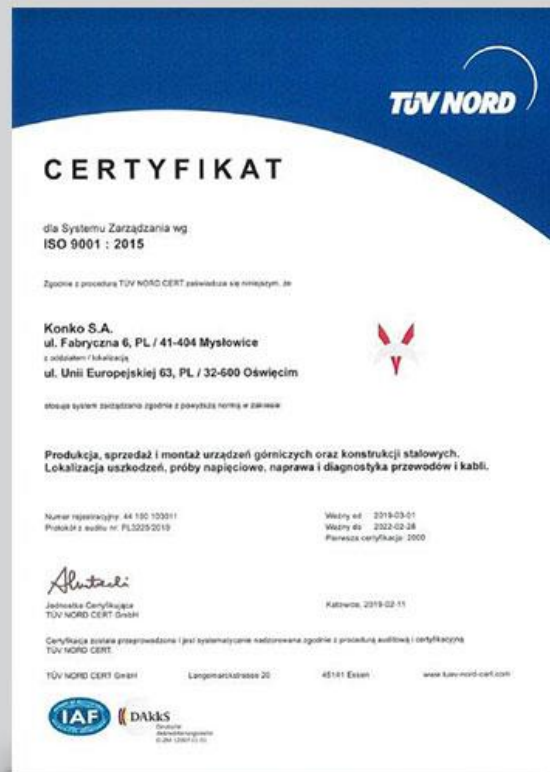 TÜV NORD
CERTYFIKAT
dla Systemu Zarządzania wg
ISO 9001 : 2015
Zgodnie z procedurą TÜV NORD CERT zaświadcza się niniejszym, że
Konko S.A.
ul. Fabryczna 6, PL / 41-404 Mysłowice
z oddziałem / lokalizacją
ul. Unii Europejskiej 63, PL / 32-600 Oświęcim
stosuje system zarządzania zgodnie z powyższą normą w zakresie
Produkcja, sprzedaż i montaż urządzeń górniczych oraz konstrukcji stalowych.
Lokalizacja uszkodzeń, próby napięciowe, naprawa i diagnostyka przewodów i kabli.
Numer rejestracyjny: 44 100 103011
Protokół z auditu nr: PL3225/2019
Ważny od 2019-03-01
Ważny do 2022-02-28
Pierwsza certyfikacja: 2000
Jednostka Certyfikująca
TÜV NORD CERT GmbH
Katowice, 2019-02-11
Certyfikacja została przeprowadzona i jest systematycznie nadzorowana zgodnie z procedurą auditową i certyfikacyjną
TÜV NORD CERT.
TÜV NORD CERT GmbH Langemarckstrasse 20 45141 Essen www.tuev-nord-cert.com
IAF
DAkkS
Deutsche
Akkreditierungsstelle